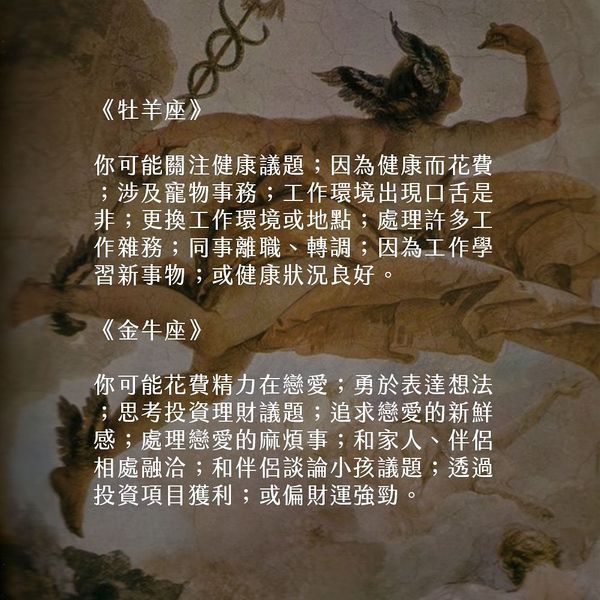 《牡羊座》
你可能關注健康議題；因為健康而花費
；涉及寵物事務；工作環境出現口舌是
非；更換工作環境或地點；處理許多工
作雜務；同事離職、轉調；因為工作學
習新事物；或健康狀況良好。
《金牛座》
你可能花費精力在戀愛；勇於表達想法
；思考投資理財議題；追求戀愛的新鮮
感；處理戀愛的麻煩事；和家人、伴侶
相處融洽；和伴侶談論小孩議題；透過
投資項目獲利；或偏財運強勁。